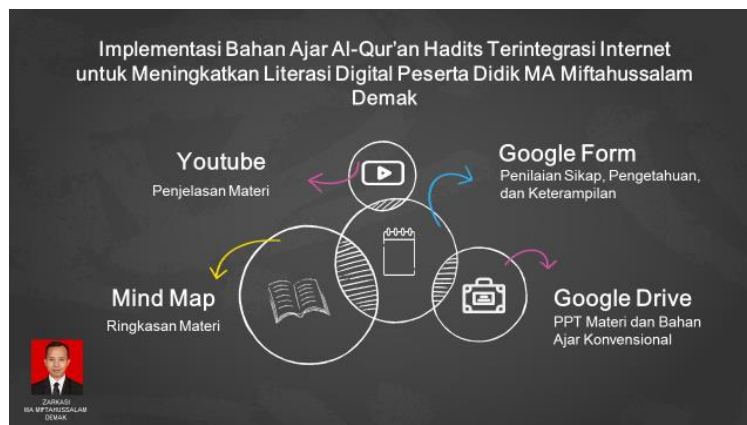 Implementasi Bahan Ajar Al-Qur'an Hadits Terintegrasi Internet
untuk Meningkatkan Literasi Digital Peserta Didik MA Miftahussalam
Demak
Youtube
Penjelasan Materi
Google Form
Penilaian Sikap, Pengetahuan,
dan Keterampilan
Mind Map
Ringkasan Materi
Google Drive
PPT Materi dan Bahan
Ajar Konvensional
ZARKASI
MA MIFTAHUSSALAM
DEMAK